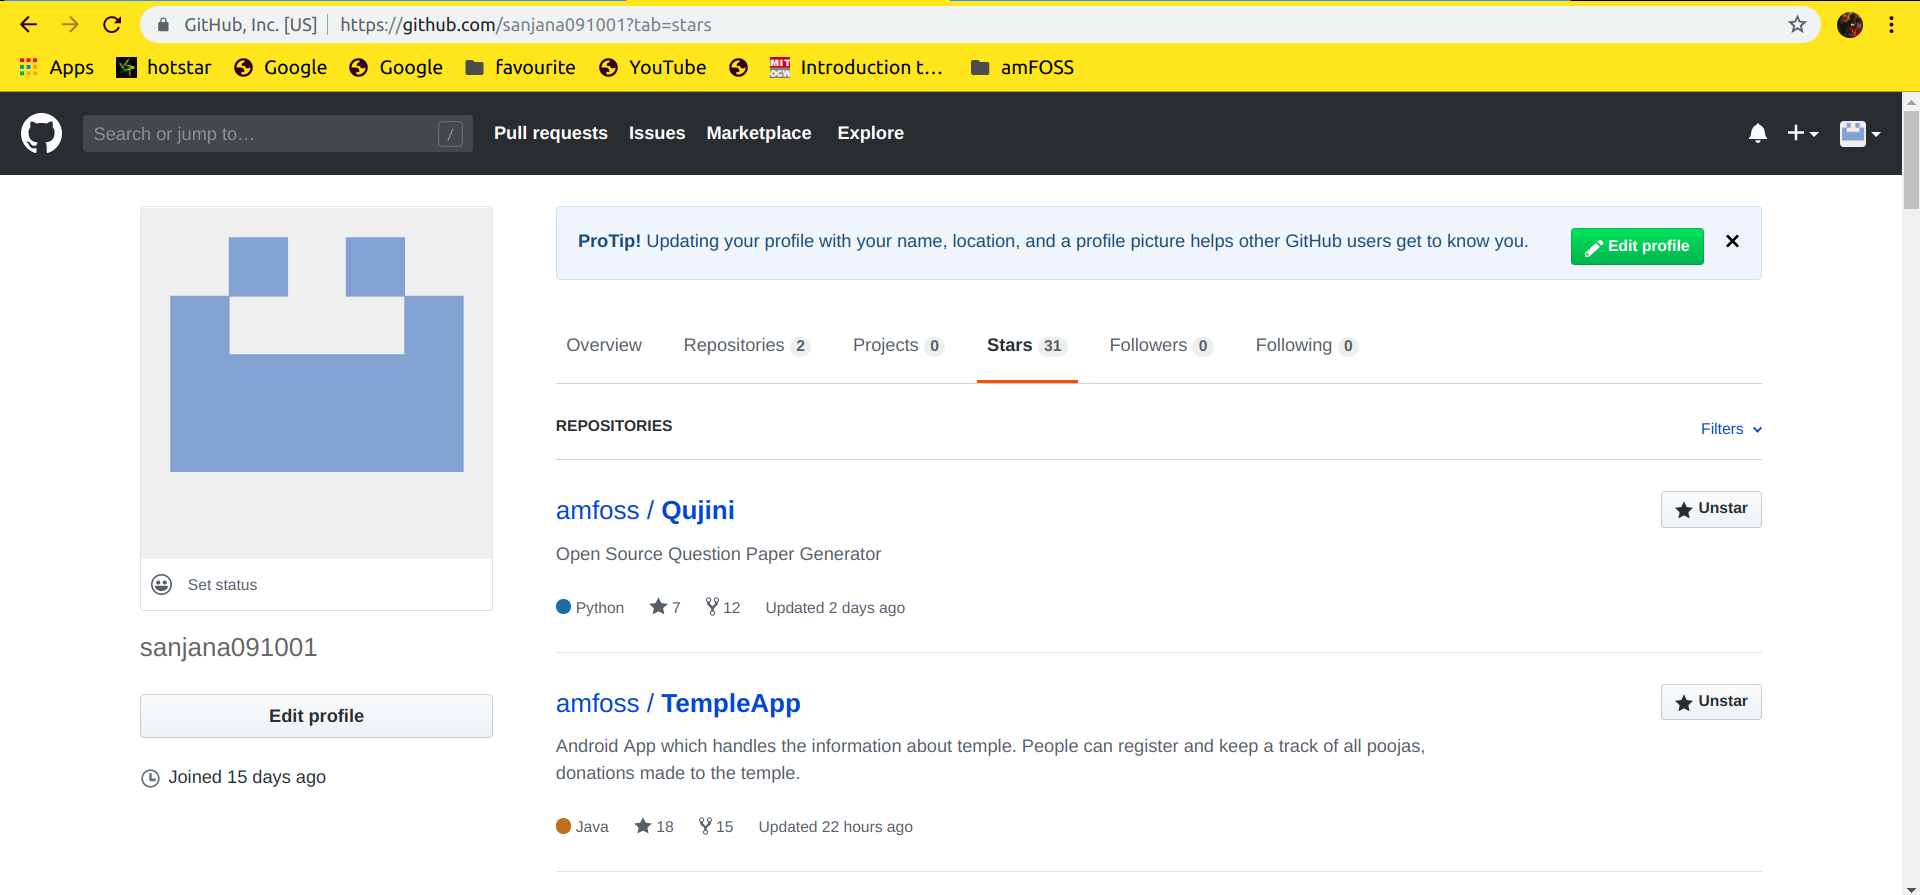 GitHub, Inc. [US] https://github.com/sanjana091001?tab=stars
Apps hotstar Google Google favourite YouTube MIT OCW Introduction t... amFOSS
Search or jump to... / Pull requests Issues Marketplace Explore
ProTip! Updating your profile with your name, location, and a profile picture helps other GitHub users get to know you. Edit profile
Overview Repositories 2 Projects 0 Stars 31 Followers 0 Following 0
REPOSITORIES Filters
amfoss / Qujini Unstar
Open Source Question Paper Generator
Python 7 12 Updated 2 days ago
Set status
sanjana091001
Edit profile
Joined 15 days ago
amfoss / TempleApp Unstar
Android App which handles the information about temple. People can register and keep a track of all poojas,
donations made to the temple.
Java 18 15 Updated 22 hours ago